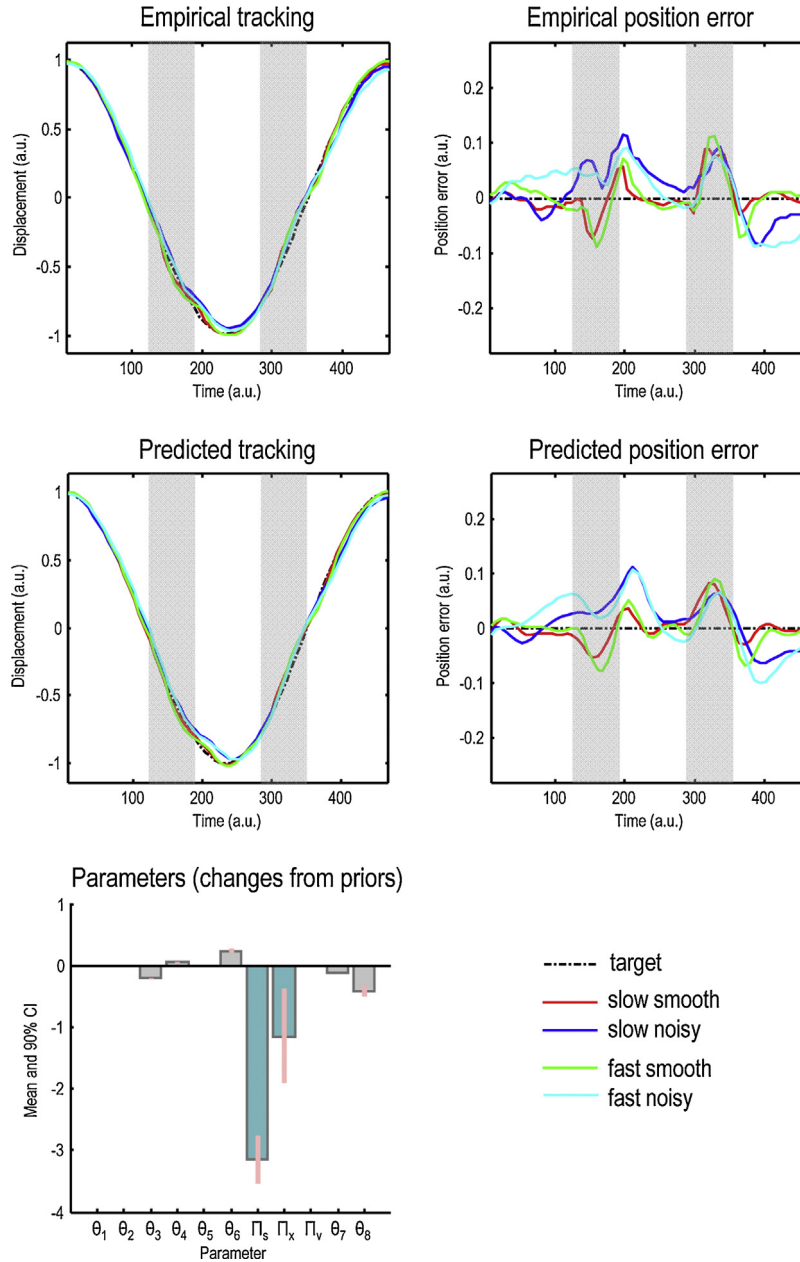 Empirical tracking
Displacement (a.u.)
1
0.5
0
-0.5
-1
100 200 300 400
Time (a.u.)
Empirical position error
Position error (a.u.)
0.2
0.1
0
-0.1
-0.2
100 200 300 400
Time (a.u.)
Predicted tracking
Displacement (a.u.)
1
0.5
0
-0.5
-1
100 200 300 400
Time (a.u.)
Predicted position error
Position error (a.u.)
0.2
0.1
0
-0.1
-0.2
100 200 300 400
Time (a.u.)
Parameters (changes from priors)
Mean and 90% CI
1
0
-1
-2
-3
-4
θ1 θ2 θ3 θ4 θ5 θ6 Πs Πx Πv θ7 θ8
Parameter
target
slow smooth
slow noisy
fast smooth
fast noisy